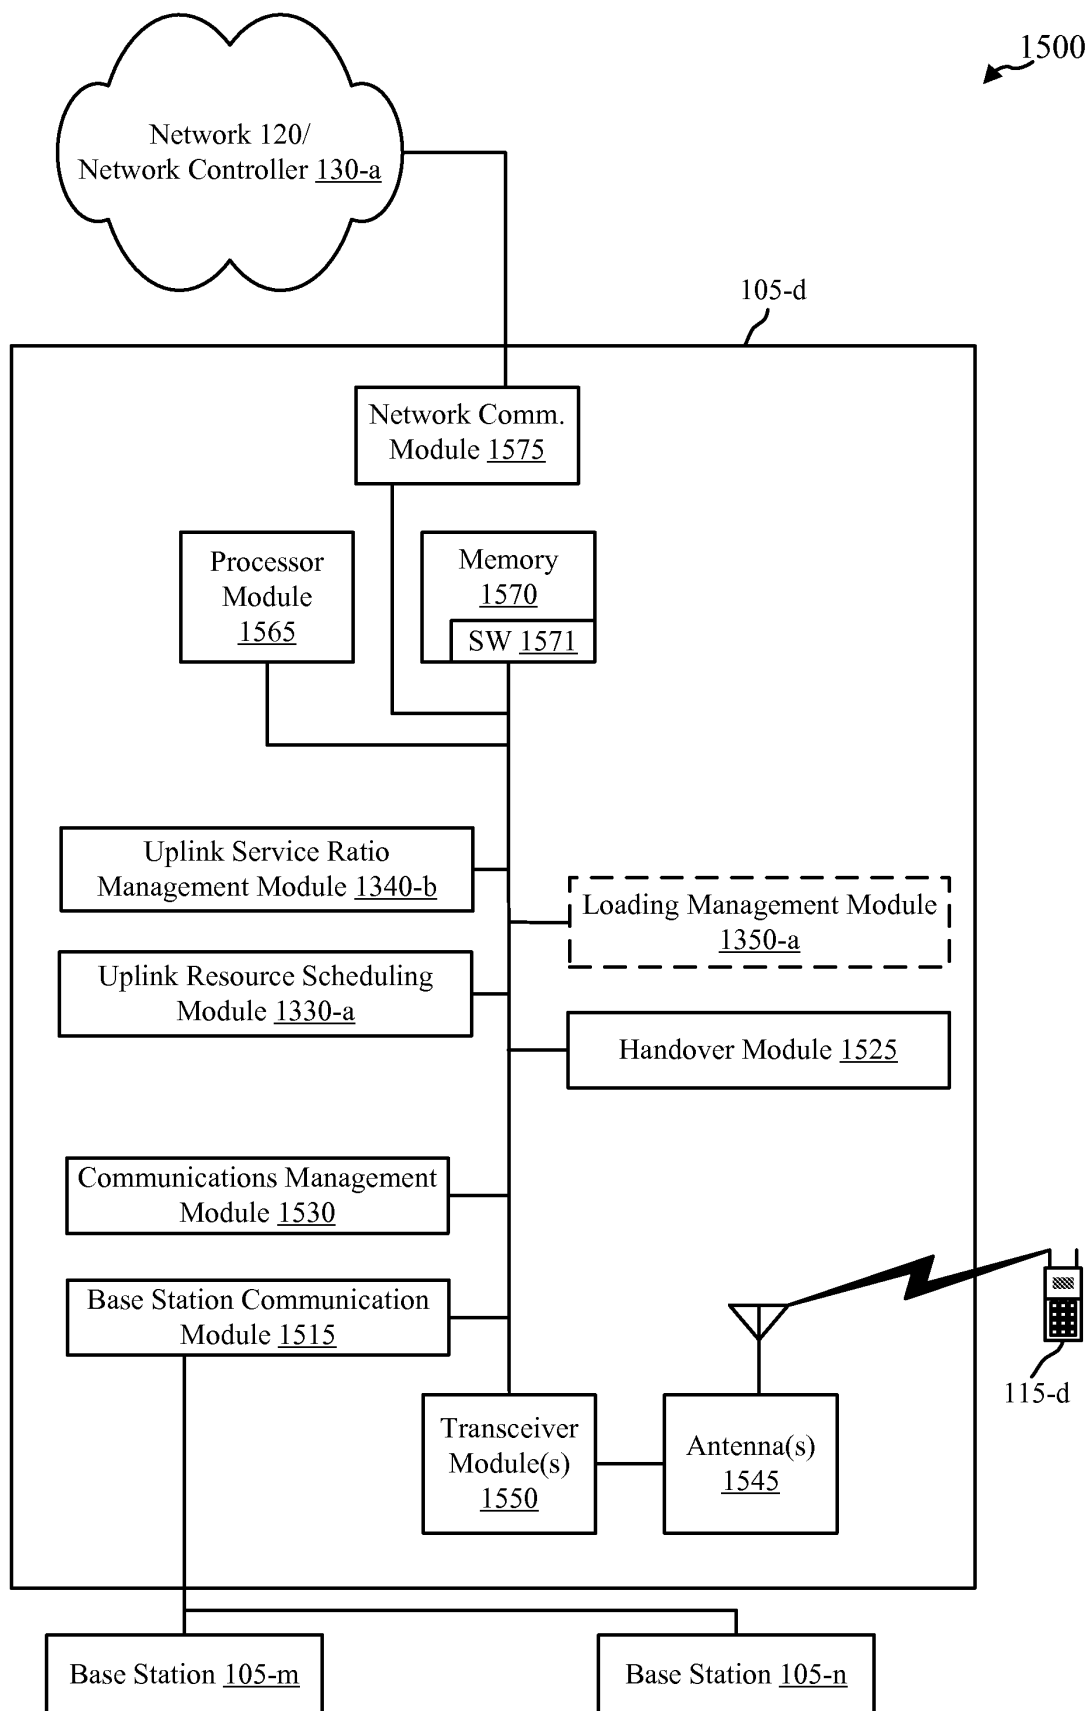 1500
Network 120/
Network Controller 130-a
105-d
Network Comm.
Module 1575
Processor
Module
1565
Memory
1570
SW 1571
Uplink Service Ratio
Management Module 1340-b
Loading Management Module
1350-a
Uplink Resource Scheduling
Module 1330-a
Handover Module 1525
Communications Management
Module 1530
Base Station Communication
Module 1515
115-d
Transceiver
Module(s)
1550
Antenna(s)
1545
Base Station 105-m
Base Station 105-n